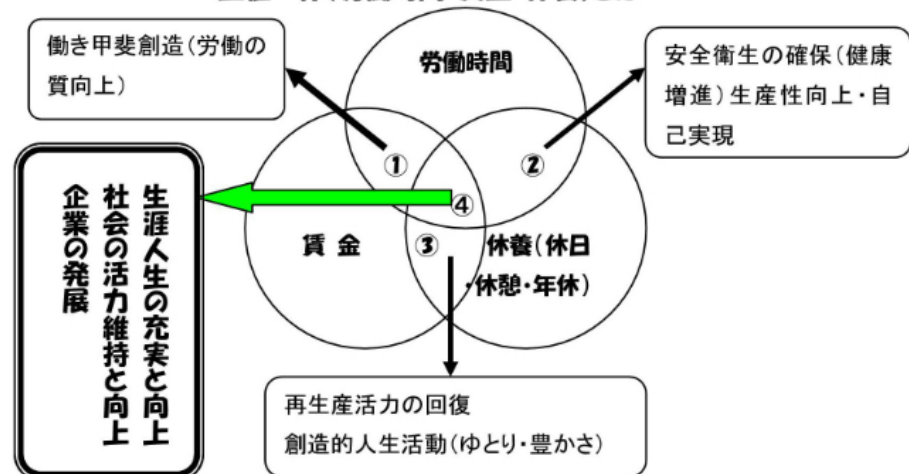 働き甲斐創造(労働の
質向上)
労働時間
安全衛生の確保(健康
増進)生産性向上・自
己実現
①
②
④
③
賃 金
休養(休日
・休憩・年休)
生涯人生の充実と向上
社会の活力維持と向上
企業の発展
再生産活力の回復
創造的人生活動(ゆとり・豊かさ)